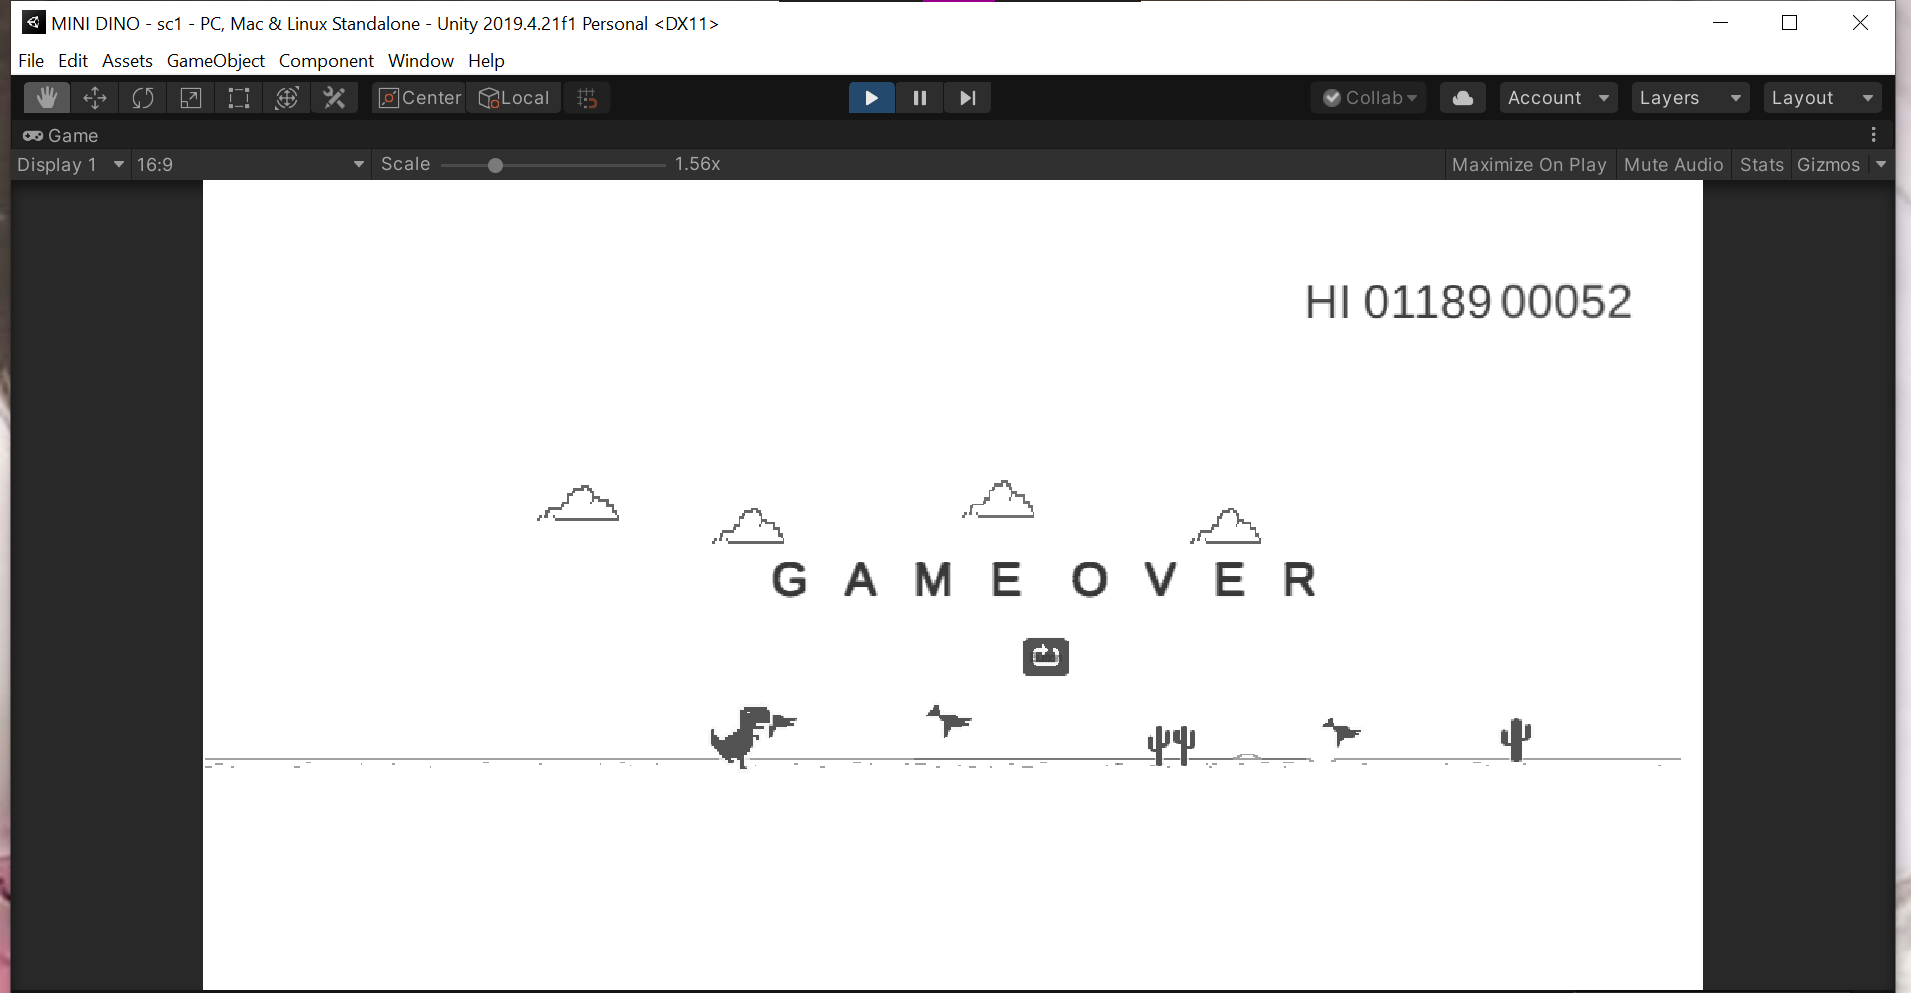 MINI DINO - sc1 - PC, Mac & Linux Standalone - Unity 2019.4.21f1 Personal <DX11>
File Edit Assets GameObject Component Window Help
Center Local Collab Account Layers Layout
Game
Display 1 16:9 Scale 1.56x Maximize On Play Mute Audio Stats Gizmos
HI 01189 00052
G A M E O V E R